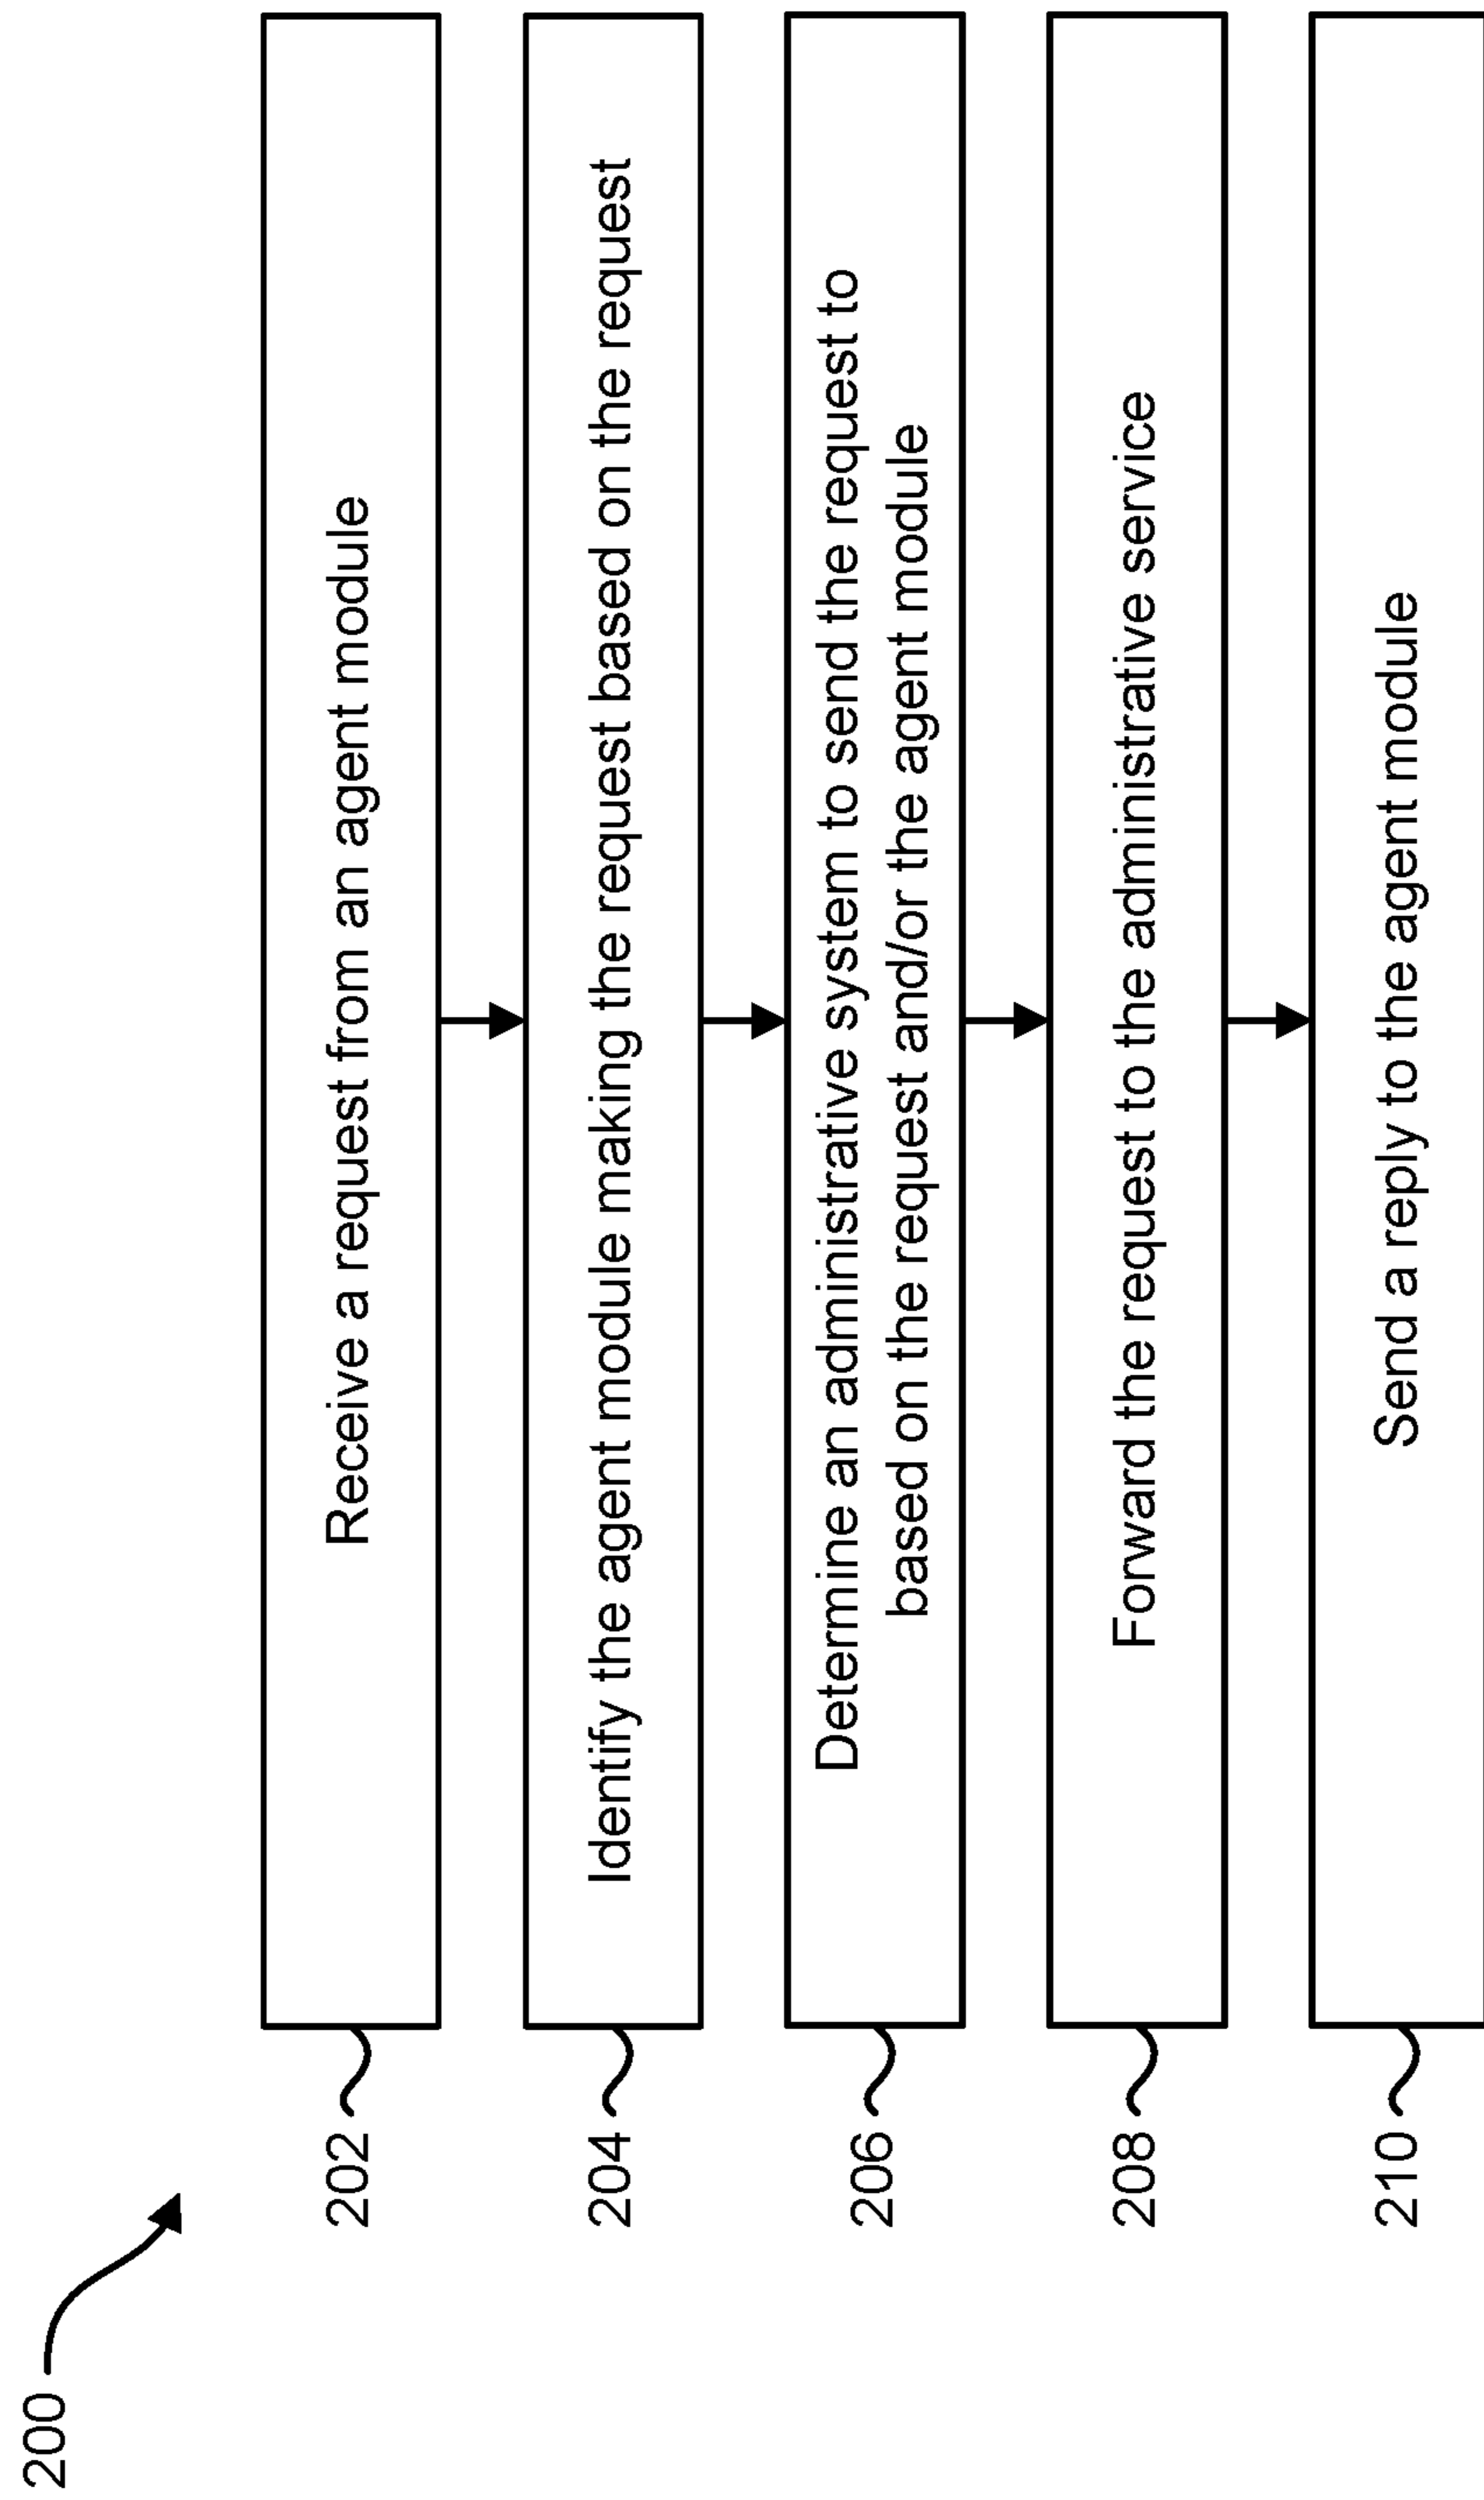 200
202
Receive a request from an agent module
204
Identify the agent module making the request based on the request
206
Determine an administrative system to send the request to
based on the request and/or the agent module
208
Forward the request to the administrative service
210
Send a reply to the agent module